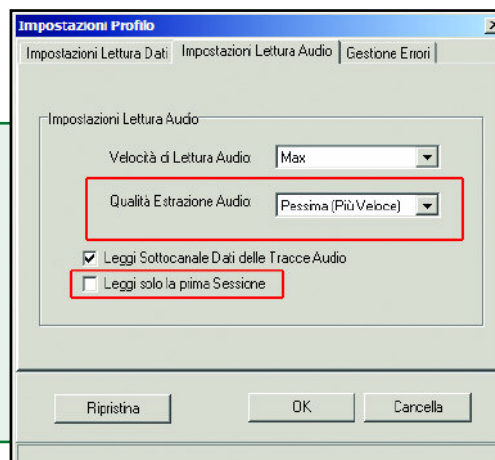 Impostazioni Profilo
Impostazioni Lettura Dati Impostazioni Lettura Audio Gestione Errori
Impostazioni Lettura Audio
Velocità di Lettura Audio: Max
Qualità Estrazione Audio: Pessima (Più Veloce)
Leggi Sottocanale Dati delle Tracce Audio
Leggi solo la prima Sessione
Ripristina OK Cancella